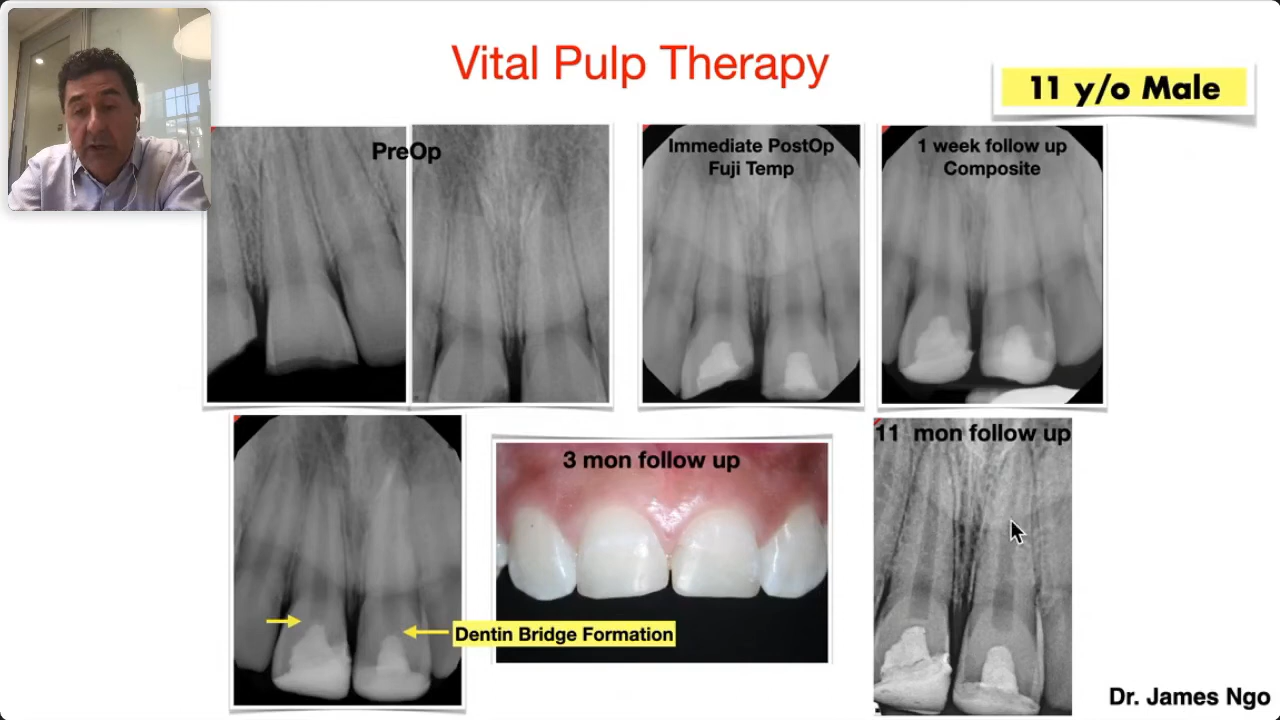 Vital Pulp Therapy
11 y/o Male
PreOp
Immediate PostOp
Fuji Temp
1 week follow up
Composite
3 mon follow up
11 mon follow up
Dentin Bridge Formation
Dr. James Ngo